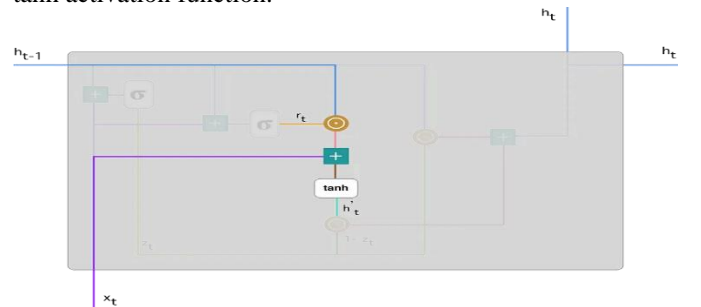 tanh activation function.
h_t
h_t-1
h_t
σ
r_t
σ
tanh
h'_t
z_t
1- z_t
x_t